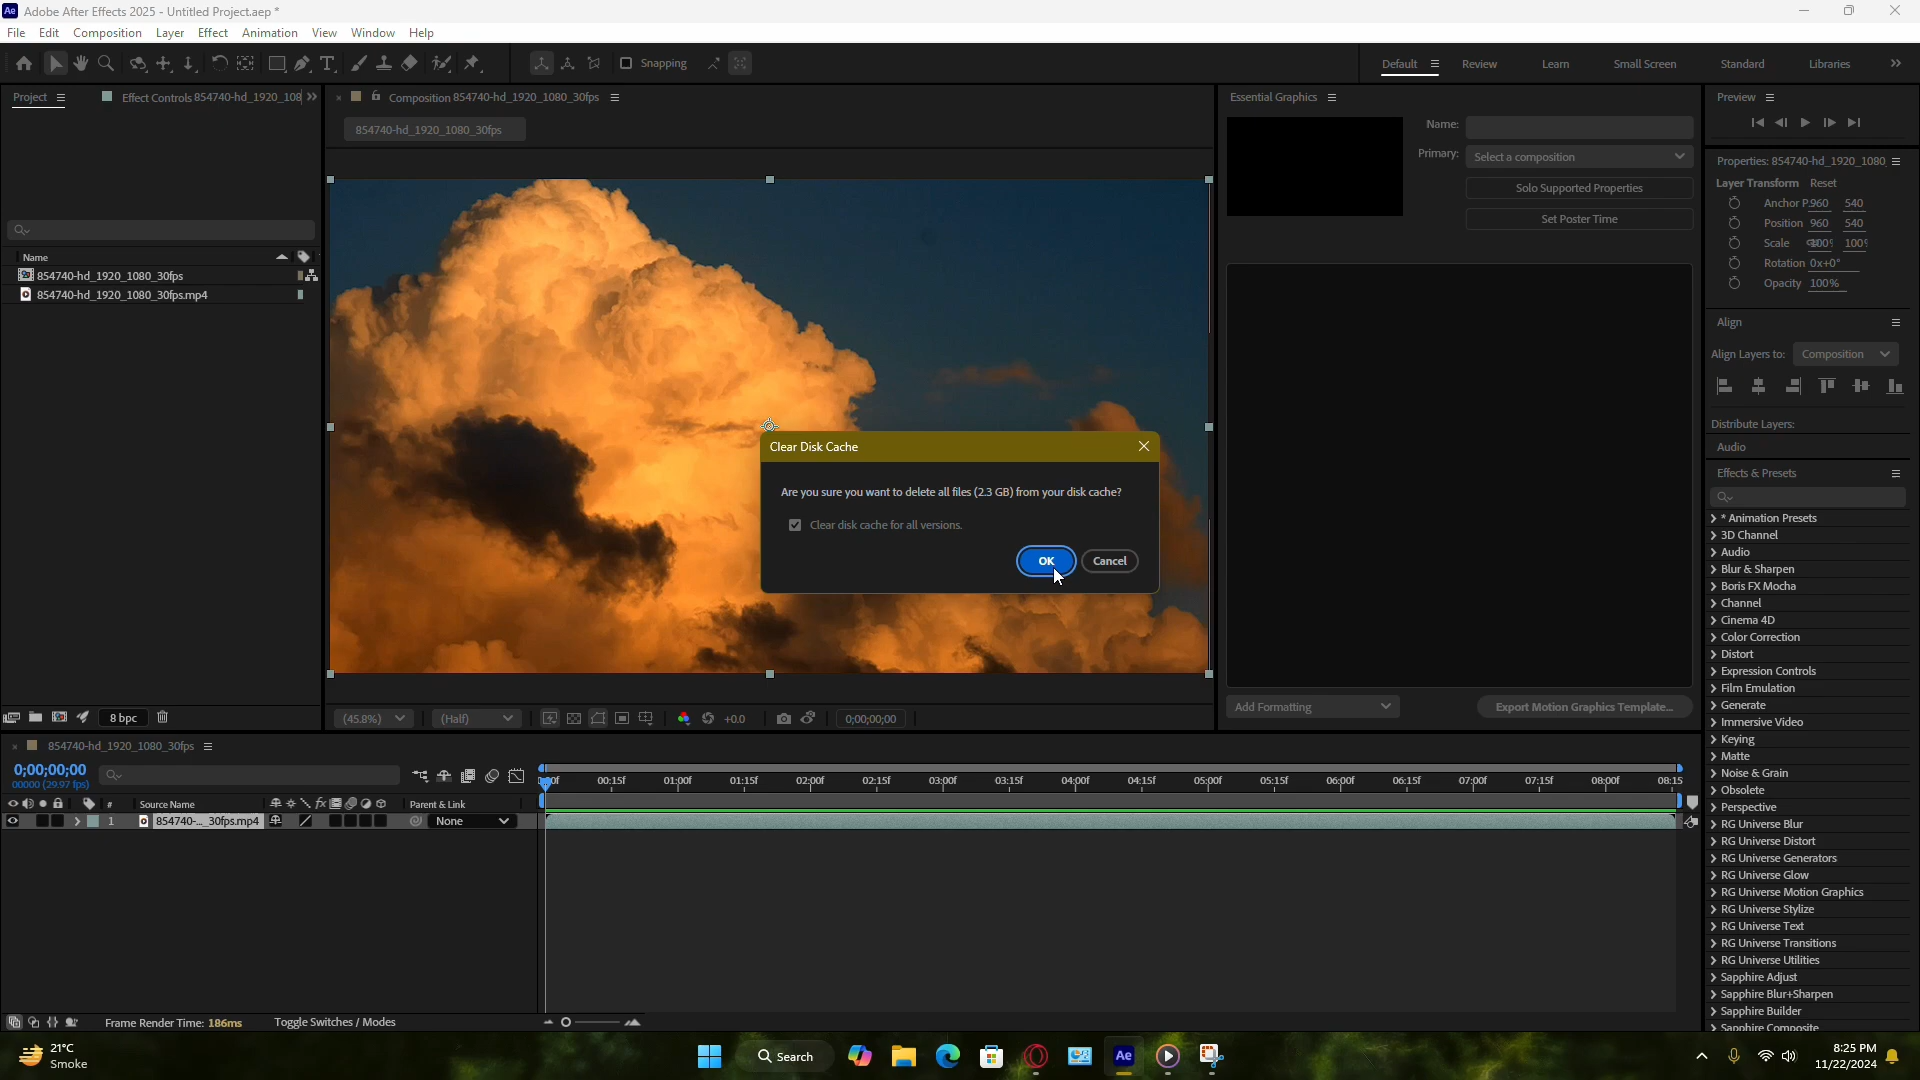 Ae Adobe After Effects 2025 - Untitled Project.aep *
File Edit Composition Layer Effect Animation View Window Help
Snapping
Default Review Learn Small Screen Standard Libraries
Project
Effect Controls 854740-hd_1920_108
Composition 854740-hd_1920_1080_30fps
854740-hd_1920_1080_30fps
Name
854740-hd_1920_1080_30fps
854740-hd_1920_1080_30fps.mp4
8 bpc
Clear Disk Cache
Are you sure you want to delete all files (2.3 GB) from your disk cache?
Clear disk cache for all versions.
OK Cancel
(45.8%) (Half) +0.0 0;00;00;00
Essential Graphics
Name:
Primary: Select a composition
Solo Supported Properties
Set Poster Time
Add Formatting
Export Motion Graphics Template...
Preview
Properties: 854740-hd_1920_1080_
Layer Transform Reset
Anchor P. 960 540
Position 960 540
Scale 100% 100%
Rotation 0x+0°
Opacity 100%
Align
Align Layers to: Composition
Distribute Layers:
Audio
Effects & Presets
* Animation Presets
3D Channel
Audio
Blur & Sharpen
Boris FX Mocha
Channel
Cinema 4D
Color Correction
Distort
Expression Controls
Film Emulation
Generate
Immersive Video
Keying
Matte
Noise & Grain
Obsolete
Perspective
RG Universe Blur
RG Universe Distort
RG Universe Generators
RG Universe Glow
RG Universe Motion Graphics
RG Universe Stylize
RG Universe Text
RG Universe Transitions
RG Universe Utilities
Sapphire Adjust
Sapphire Blur+Sharpen
Sapphire Builder
Sapphire Composite
854740-hd_1920_1080_30fps
0;00;00;00
00000 (29.97 fps)
00:15f 01:00f 01:15f 02:00f 02:15f 03:00f 03:15f 04:00f 04:15f 05:00f 05:15f 06:00f 06:15f 07:00f 07:15f 08:00f 08:15
# Source Name fx Parent & Link
1 854740-..._30fps.mp4 None
Frame Render Time: 186ms Toggle Switches / Modes
21°C
Smoke
Search
Ae
8:25 PM
11/22/2024